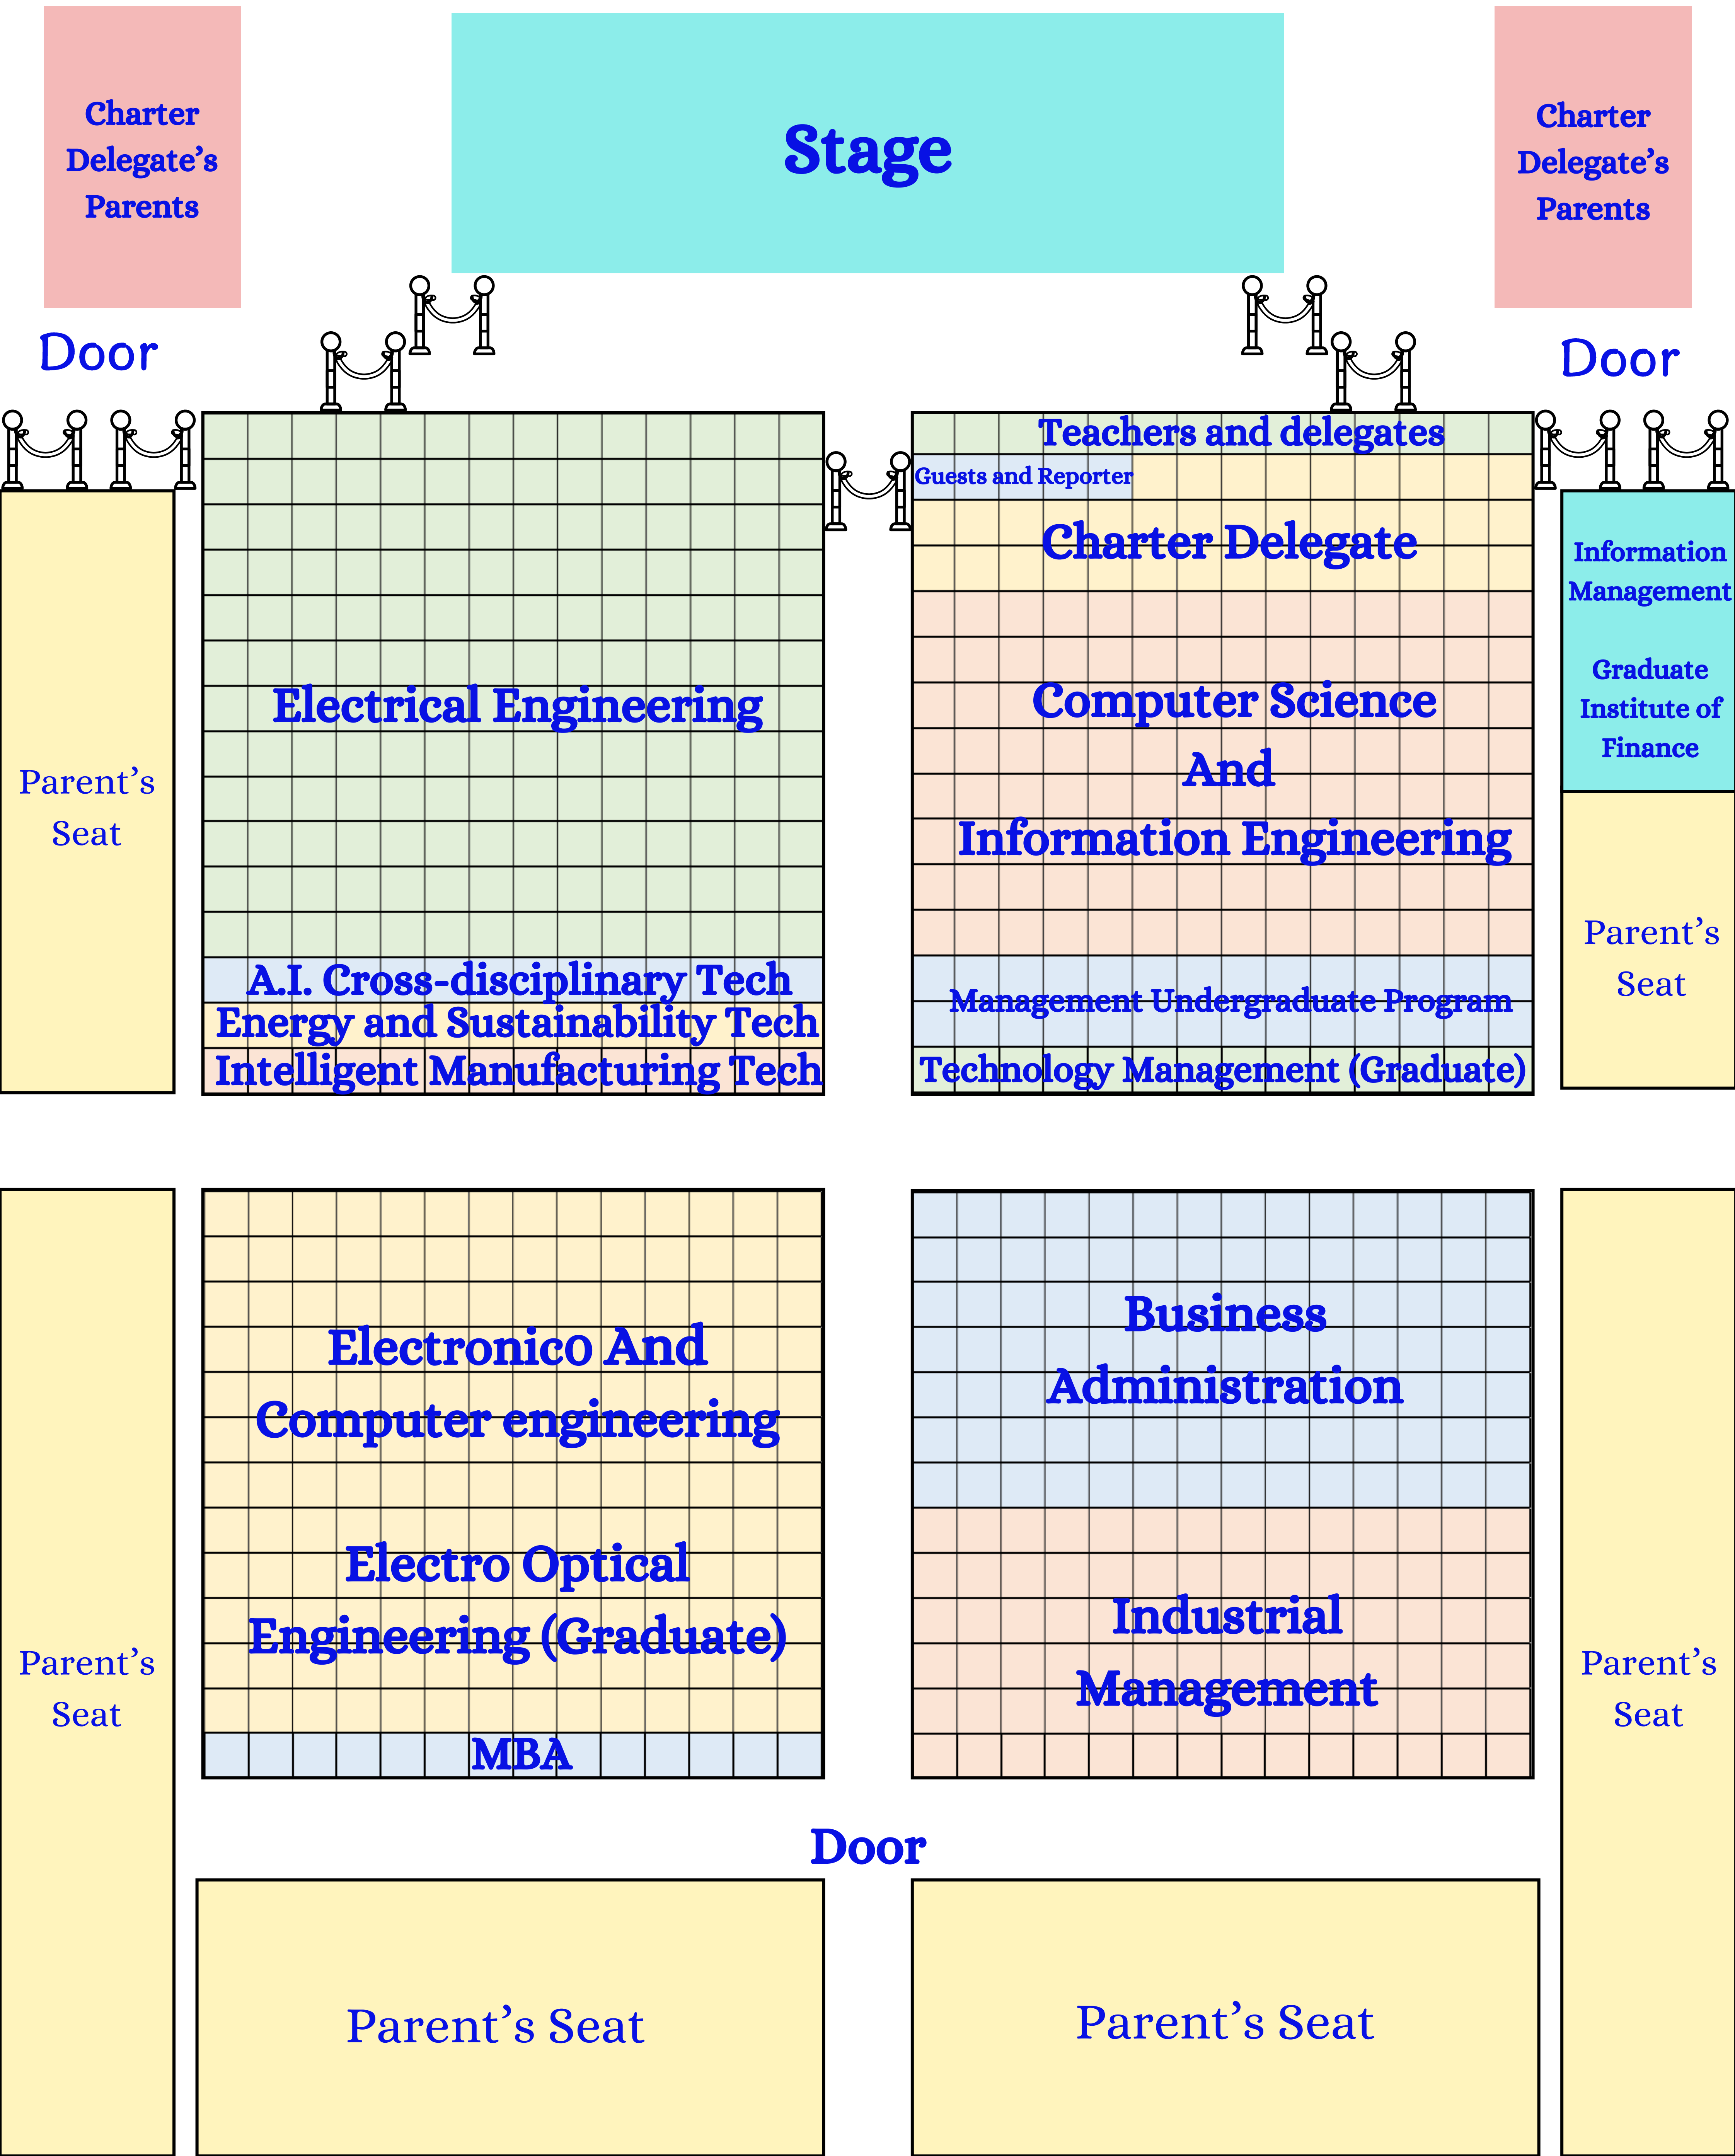 Charter
Delegate’s
Parents
Stage
Charter
Delegate’s
Parents
Door
Door
Teachers and delegates
Guests and Reporter
Charter Delegate
Electrical Engineering
Computer Science
And
Information Engineering
Information
Management
Graduate
Institute of
Finance
Parent’s
Seat
Parent’s
Seat
A.I. Cross-disciplinary Tech
Energy and Sustainability Tech
Intelligent Manufacturing Tech
Management Undergraduate Program
Technology Management (Graduate)
Electronic0 And
Computer engineering
Electro Optical
Engineering (Graduate)
MBA
Business
Administration
Industrial
Management
Parent’s
Seat
Parent’s
Seat
Door
Parent’s Seat
Parent’s Seat